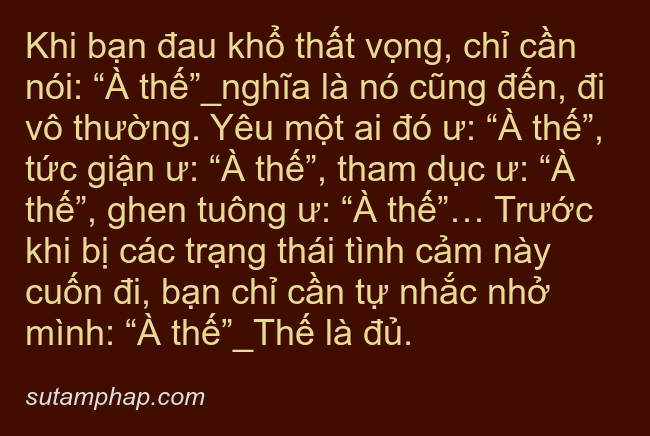 Khi bạn đau khổ thất vọng, chỉ cần
nói: “À thế”_nghĩa là nó cũng đến, đi
vô thường. Yêu một ai đó ư: “À thế”,
tức giận ư: “À thế”, tham dục ư: “À
thế”, ghen tuông ư: “À thế”… Trước
khi bị các trạng thái tình cảm này
cuốn đi, bạn chỉ cần tự nhắc nhở
mình: “À thế”_Thế là đủ.
sutamphap.com